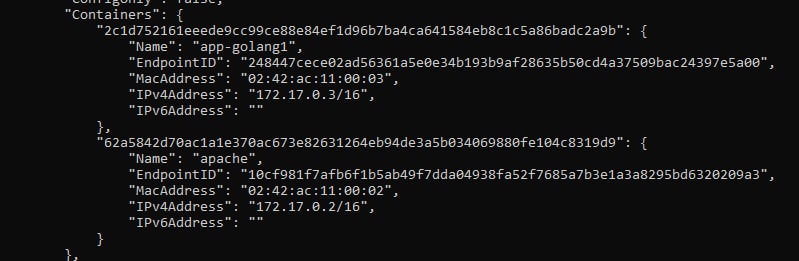 "ConfigOnly": false,
"Containers": {
"2c1d752161eeede9cc99ce88e84ef1d96b7ba4ca641584eb8c1c5a86badc2a9b": {
"Name": "app-golang1",
"EndpointID": "248447cece02ad56361a5e0e34b193b9af28635b50cd4a37509bac24397e5a00",
"MacAddress": "02:42:ac:11:00:03",
"IPv4Address": "172.17.0.3/16",
"IPv6Address": ""
},
"62a5842d70ac1a1e370ac673e82631264eb94de3a5b034069880fe104c8319d9": {
"Name": "apache",
"EndpointID": "10cf981f7afb6f1b5ab49f7dda04938fa52f7685a7b3e1a3a8295bd6320209a3",
"MacAddress": "02:42:ac:11:00:02",
"IPv4Address": "172.17.0.2/16",
"IPv6Address": ""
}
},